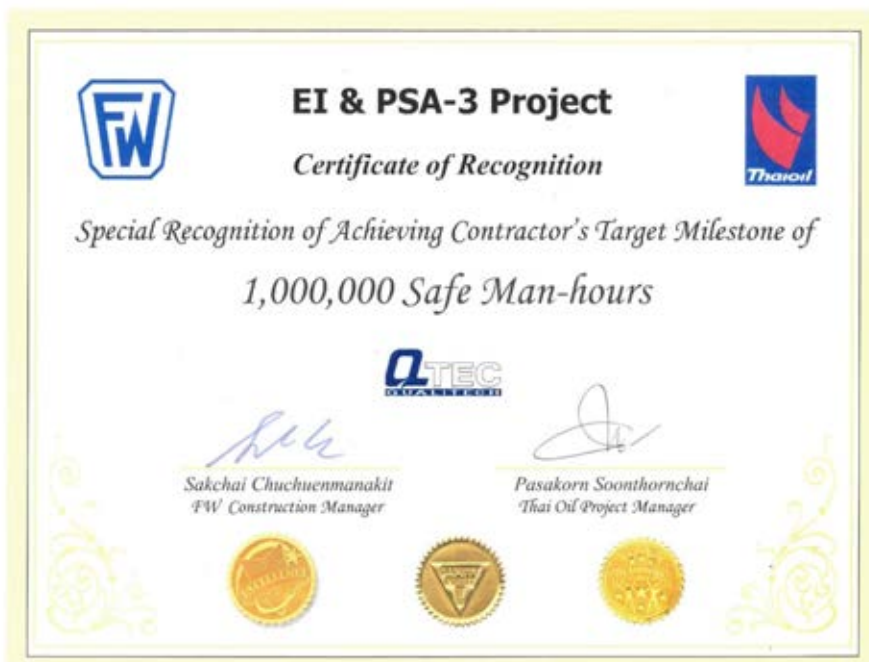 FW
EI & PSA-3 Project
Thaioil
Certificate of Recognition
Special Recognition of Achieving Contractor's Target Milestone of
1,000,000 Safe Man-hours
QTEC
QUALITECH
Sakchai Chuchuenmanakit
FW Construction Manager
Pasakorn Soonthornchai
Thai Oil Project Manager
EXCELLENCE